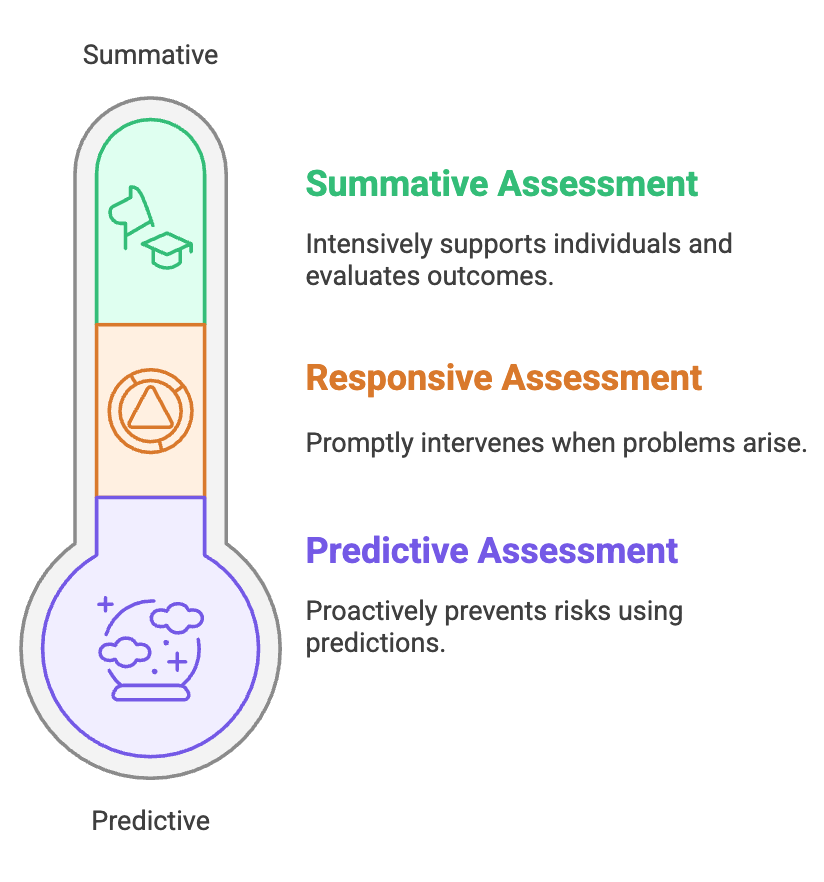 Summative
Summative Assessment
Intensively supports individuals and
evaluates outcomes.
Responsive Assessment
Promptly intervenes when problems arise.
Predictive Assessment
Proactively prevents risks using
predictions.
Predictive